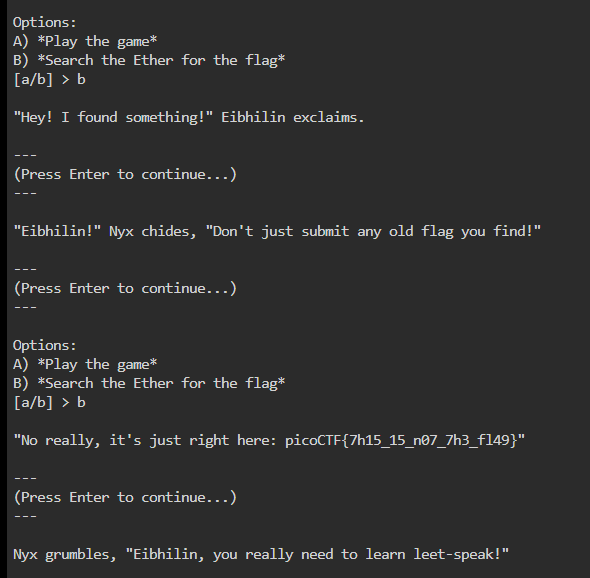 Options:
A) *Play the game*
B) *Search the Ether for the flag*
[a/b] > b
"Hey! I found something!" Eibhilin exclaims.
---
(Press Enter to continue...)
---
"Eibhilin!" Nyx chides, "Don't just submit any old flag you find!"
---
(Press Enter to continue...)
---
Options:
A) *Play the game*
B) *Search the Ether for the flag*
[a/b] > b
"No really, it's just right here: picoCTF{7h15_15_n07_7h3_fl49}"
---
(Press Enter to continue...)
---
Nyx grumbles, "Eibhilin, you really need to learn leet-speak!"